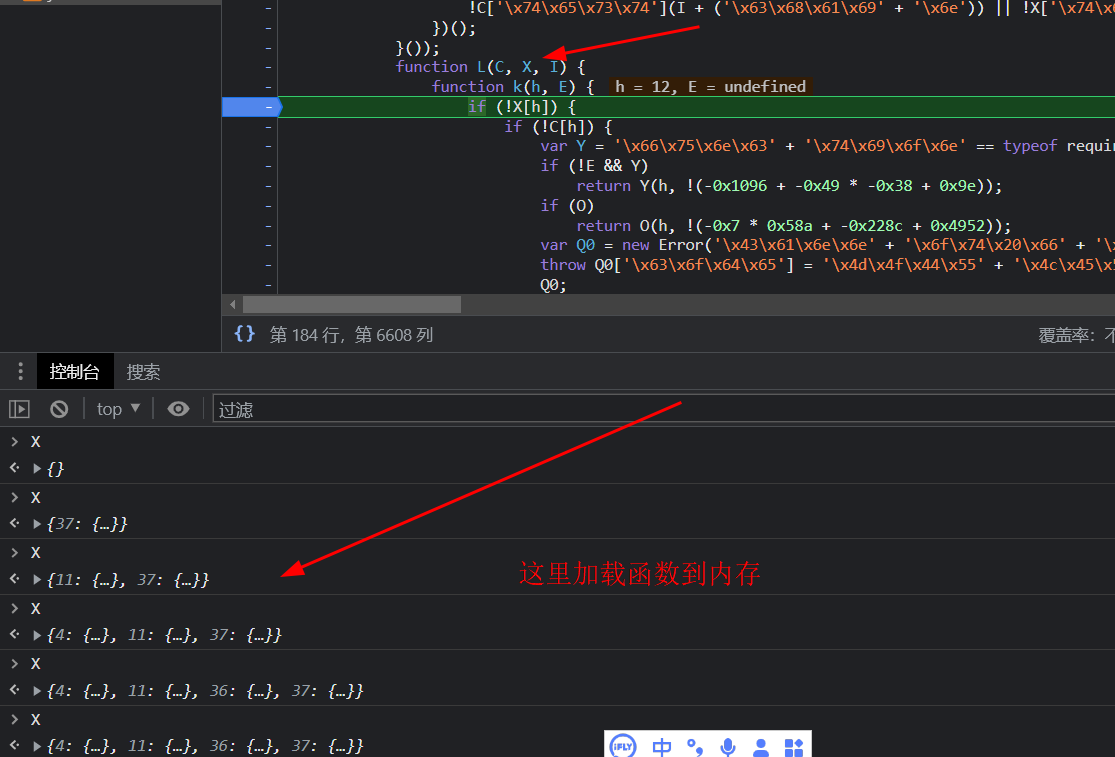 !C['\x74\x65\x73\x74'](I + ('\x63\x68\x61\x69' + '\x6e')) || !X['\x74\x6
})();
}());
function L(C, X, I) {
function k(h, E) { h = 12, E = undefined
if (!X[h]) {
if (!C[h]) {
var Y = '\x66\x75\x6e\x63' + '\x74\x69\x6f\x6e' == typeof requir
if (!E && Y)
return Y(h, !(-0x1096 + -0x49 * -0x38 + 0x9e));
if (O)
return O(h, !(-0x7 * 0x58a + -0x228c + 0x4952));
var Q0 = new Error('\x43\x61\x6e\x6e' + '\x6f\x74\x20\x66' + '\
throw Q0['\x63\x6f\x64\x65'] = '\x4d\x4f\x44\x55' + '\x4c\x45\x5
Q0;
{} 第 184 行，第 6608 列 覆盖率：不
控制台 搜索
top 过滤
X
{}
X
{37: {…}}
X
{11: {…}, 37: {…}}
这里加载函数到内存
X
{4: {…}, 11: {…}, 37: {…}}
X
{4: {…}, 11: {…}, 36: {…}, 37: {…}}
X
{4: {…}, 11: {…}, 36: {…}, 37: {…}}
iFLY 中